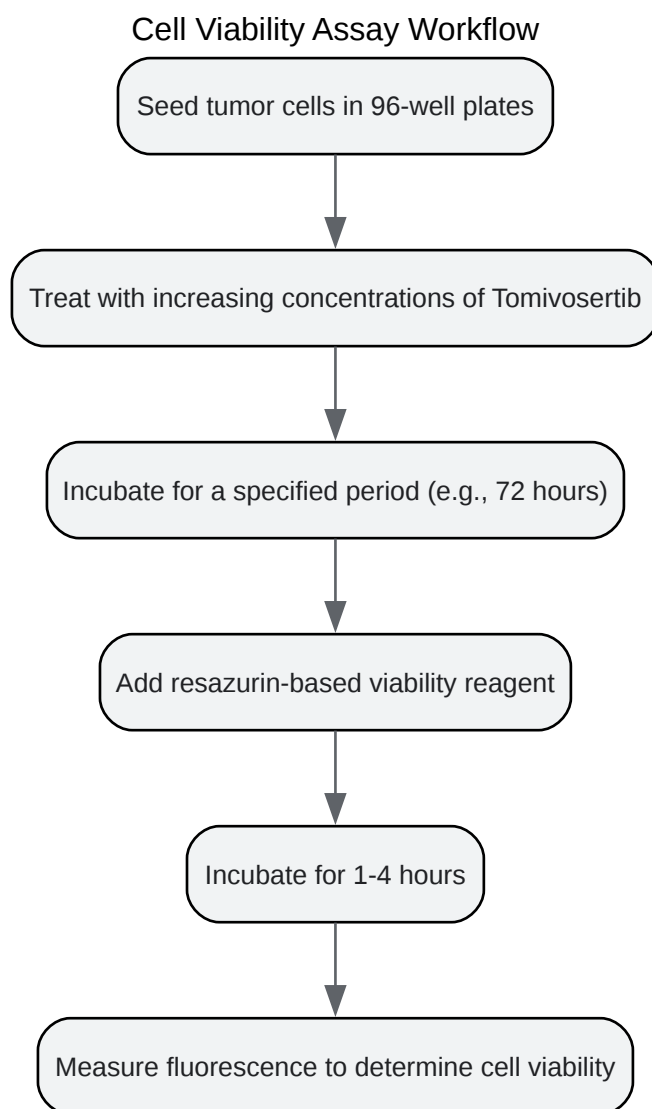 Cell Viability Assay Workflow
Seed tumor cells in 96-well plates
Treat with increasing concentrations of Tomivosertib
Incubate for a specified period (e.g., 72 hours)
Add resazurin-based viability reagent
Incubate for 1-4 hours
Measure fluorescence to determine cell viability